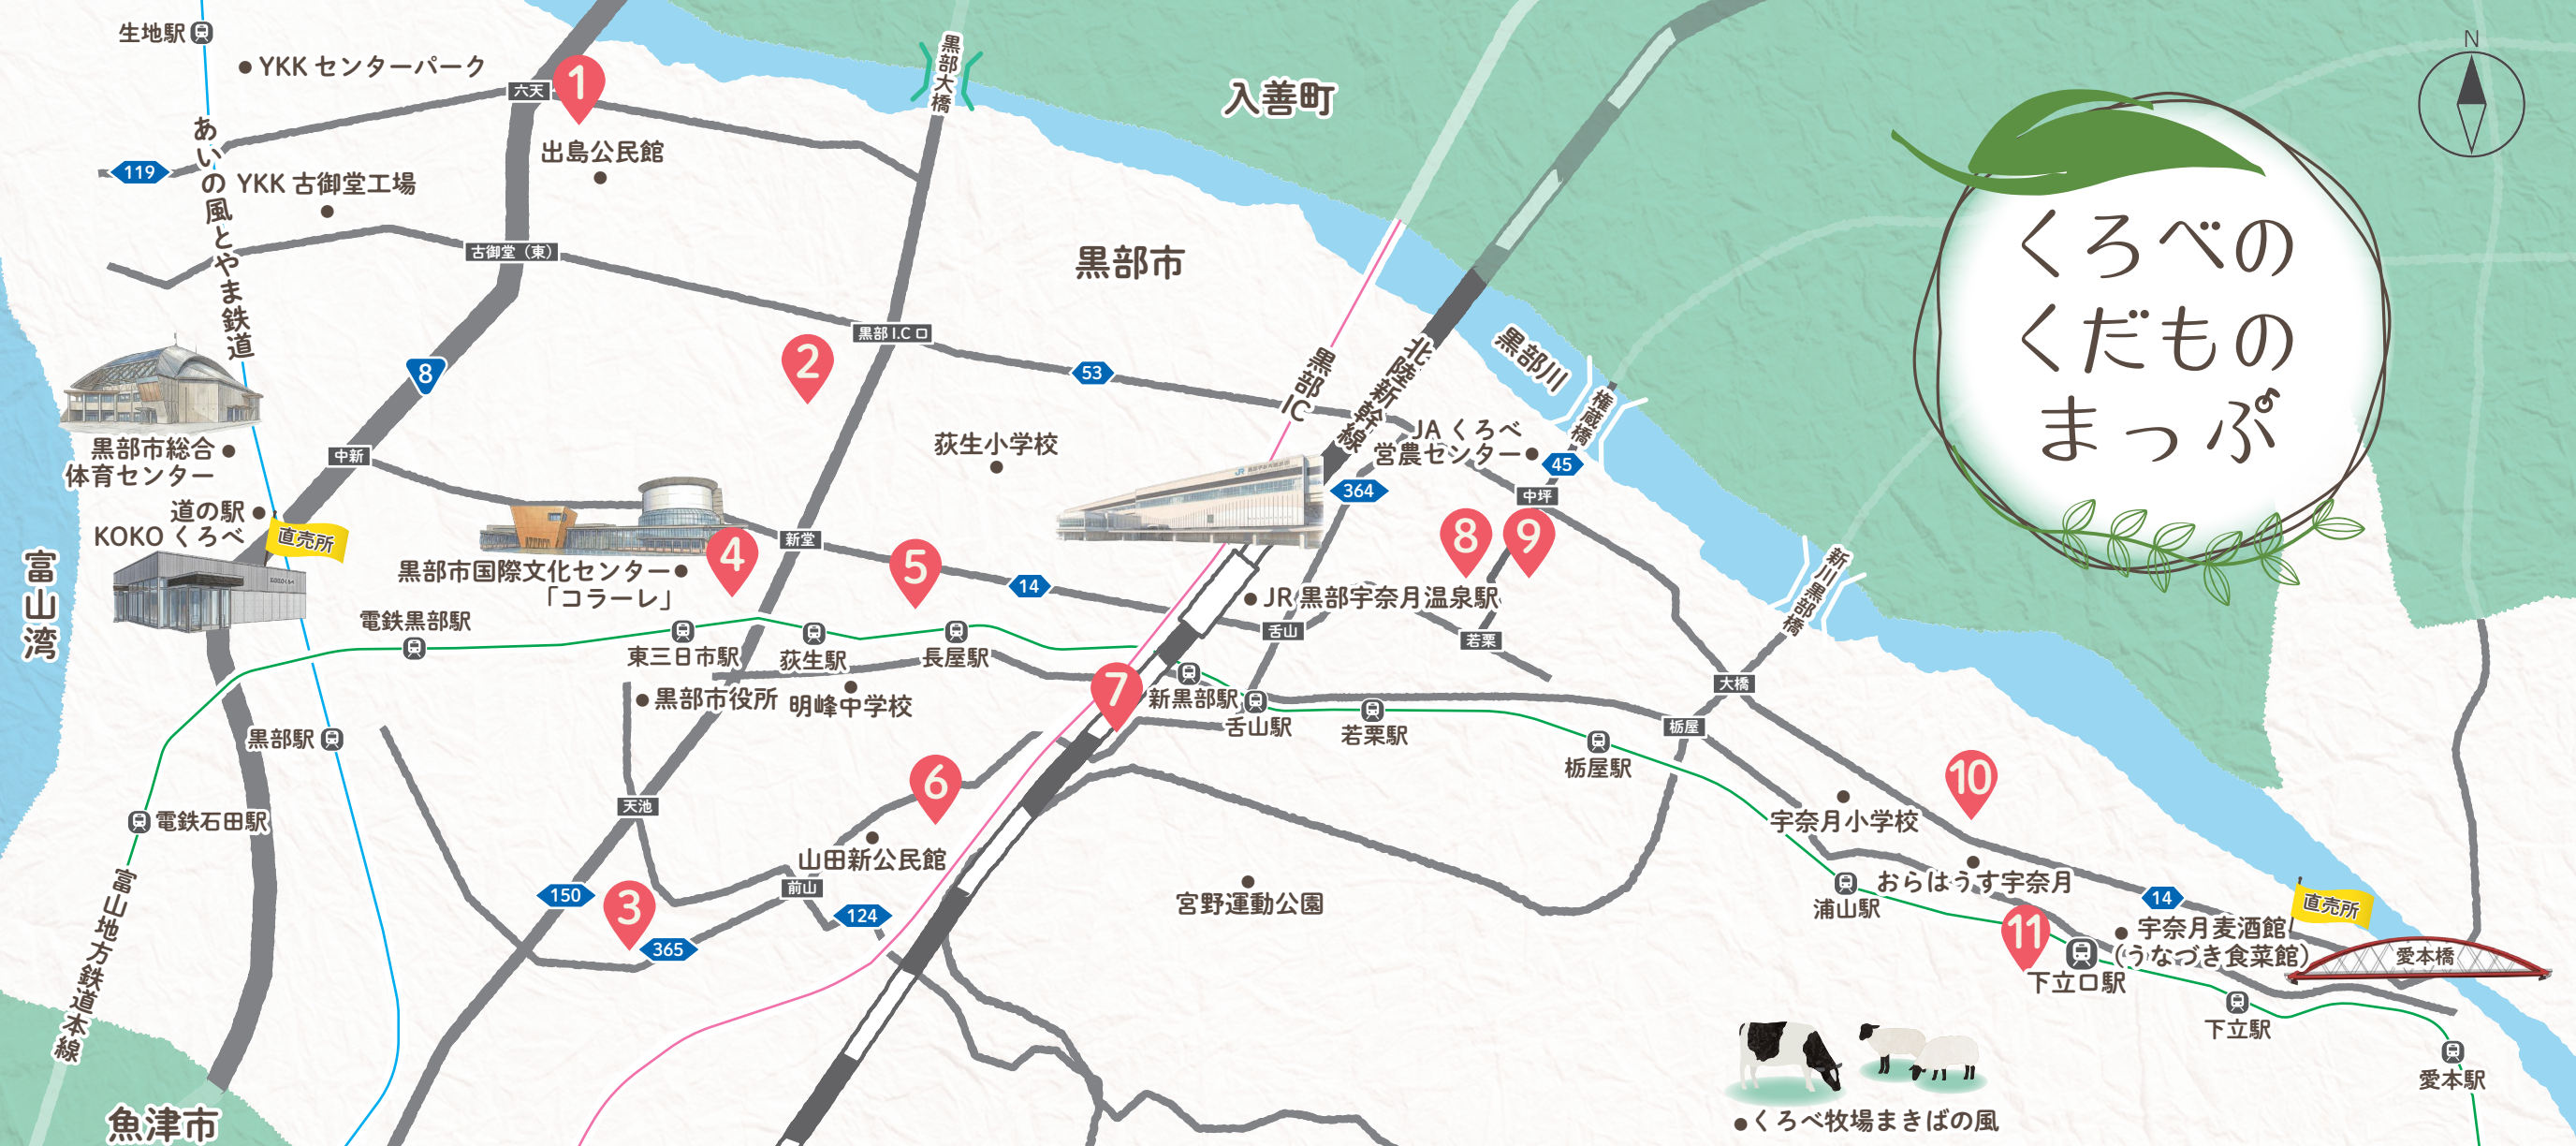 生地駅
YKK センターパーク
六天
1
黒部大橋
入善町
N
119
あいの風とやま鉄道
出島公民館
YKK 古御堂工場
古御堂（東）
黒部市
くろべの
くだもの
まっぷ
8
2
黒部 I.C 口
53
黒部IC
北陸新幹線
黒部川
権蔵橋
黒部市総合
体育センター
中新
荻生小学校
JA くろべ
営農センター
45
364
中坪
道の駅
KOKO くろべ
直売所
富山湾
黒部市国際文化センター
「コラーレ」
4
新堂
5
14
8
9
JR 黒部宇奈月温泉駅
舌山
若栗
新川黒部橋
電鉄黒部駅
東三日市駅
荻生駅
長屋駅
黒部市役所
明峰中学校
7
新黒部駅
舌山駅
若栗駅
大橋
栃屋
栃屋駅
黒部駅
電鉄石田駅
天池
6
山田新公民館
前山
150
3
365
124
宮野運動公園
10
宇奈月小学校
おらはうす宇奈月
浦山駅
14
直売所
11
宇奈月麦酒館
（うなづき食菜館）
愛本橋
下立口駅
下立駅
愛本駅
富山地方鉄道本線
魚津市
くろべ牧場まきばの風